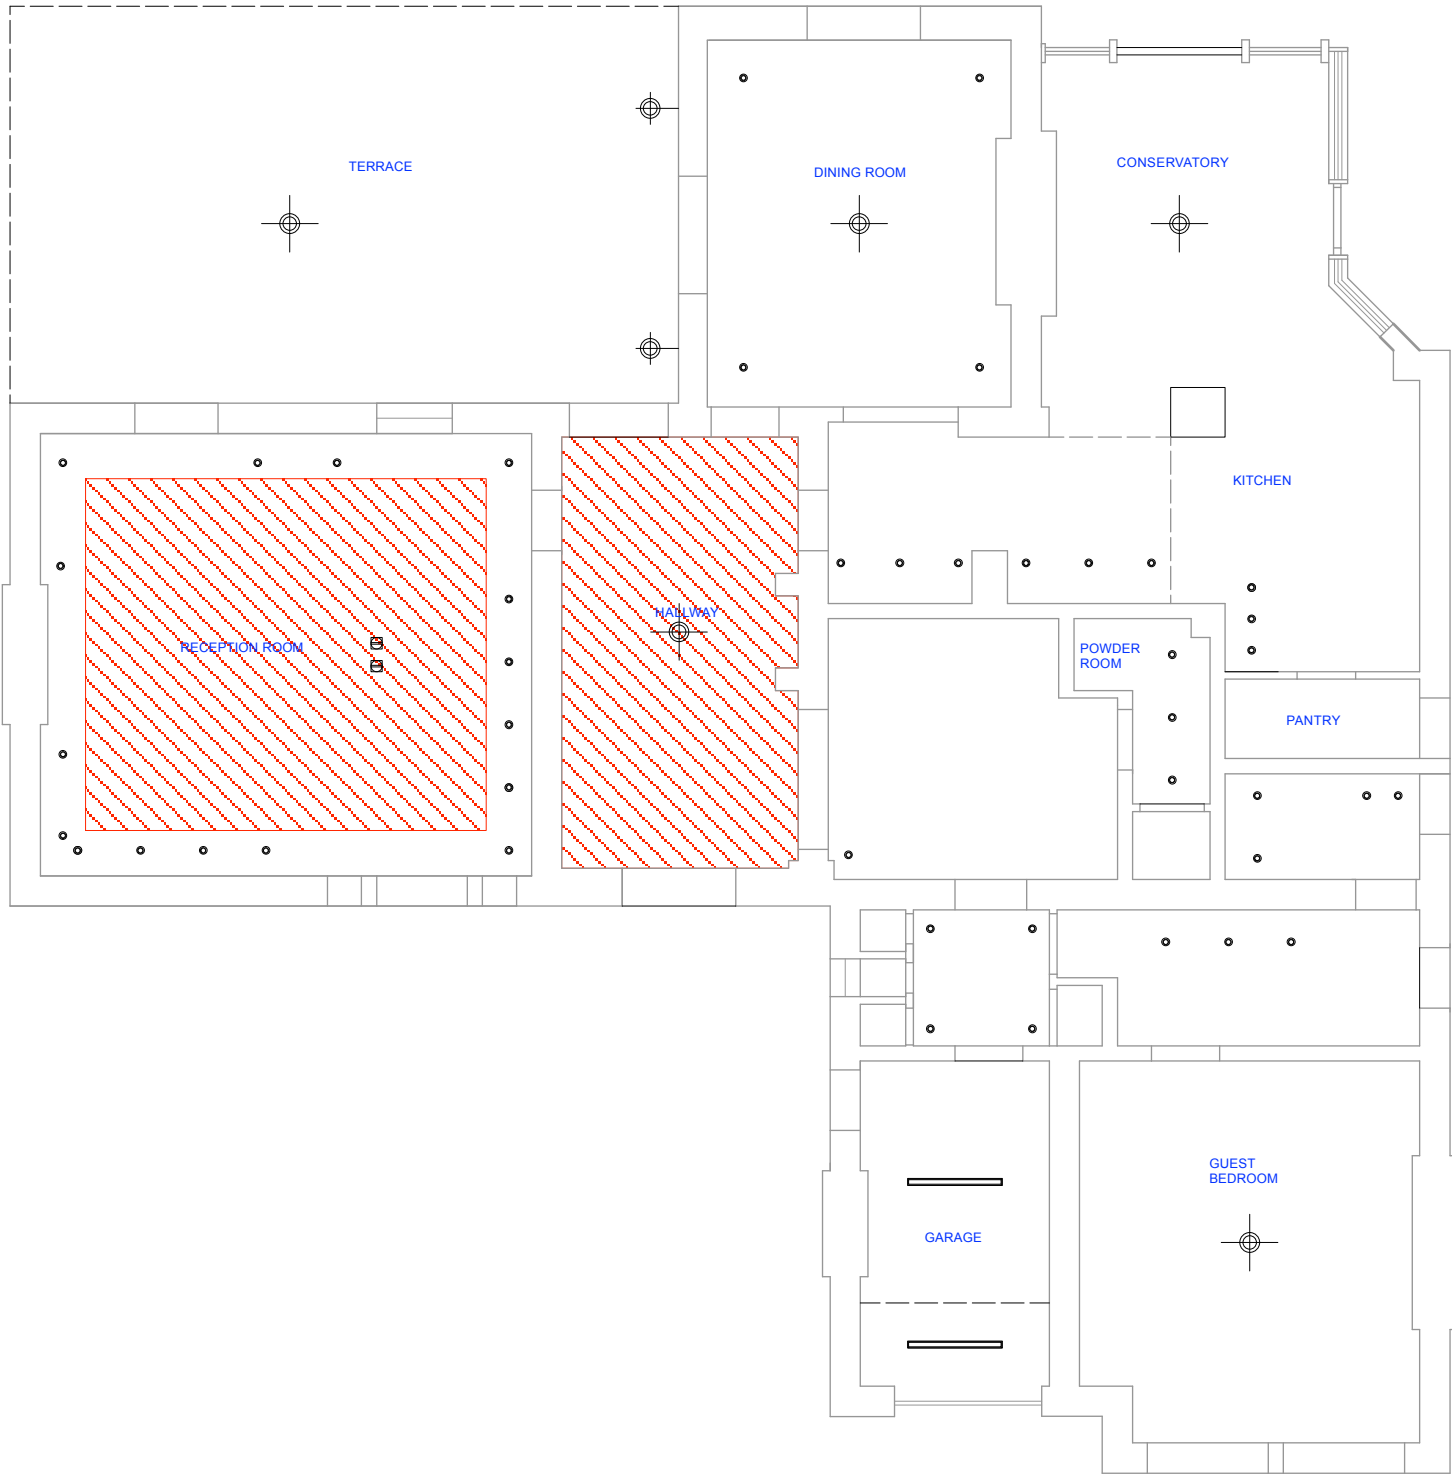 TERRACE
DINING ROOM
CONSERVATORY
KITCHEN
HALLWAY
RECEPTION ROOM
POWDER
ROOM
PANTRY
GUEST
BEDROOM
GARAGE